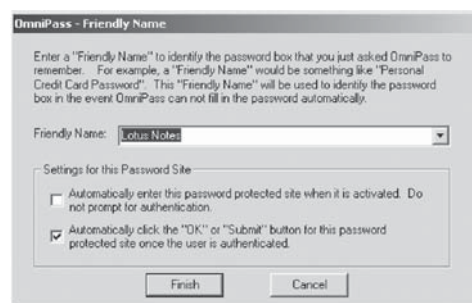 OmniPass - Friendly Name
Enter a "Friendly Name" to identify the password box that you just asked OmniPass to
remember. For example, a "Friendly Name" would be something like "Personal
Credit Card Password". This "Friendly Name" will be used to identify the password
box in the event OmniPass can not fill in the password automatically.
Friendly Name: Lotus Notes
Settings for this Password Site
Automatically enter this password protected site when it is activated. Do
not prompt for authentication.
Automatically click the "OK" or "Submit" button for this password
protected site once the user is authenticated.
Finish Cancel